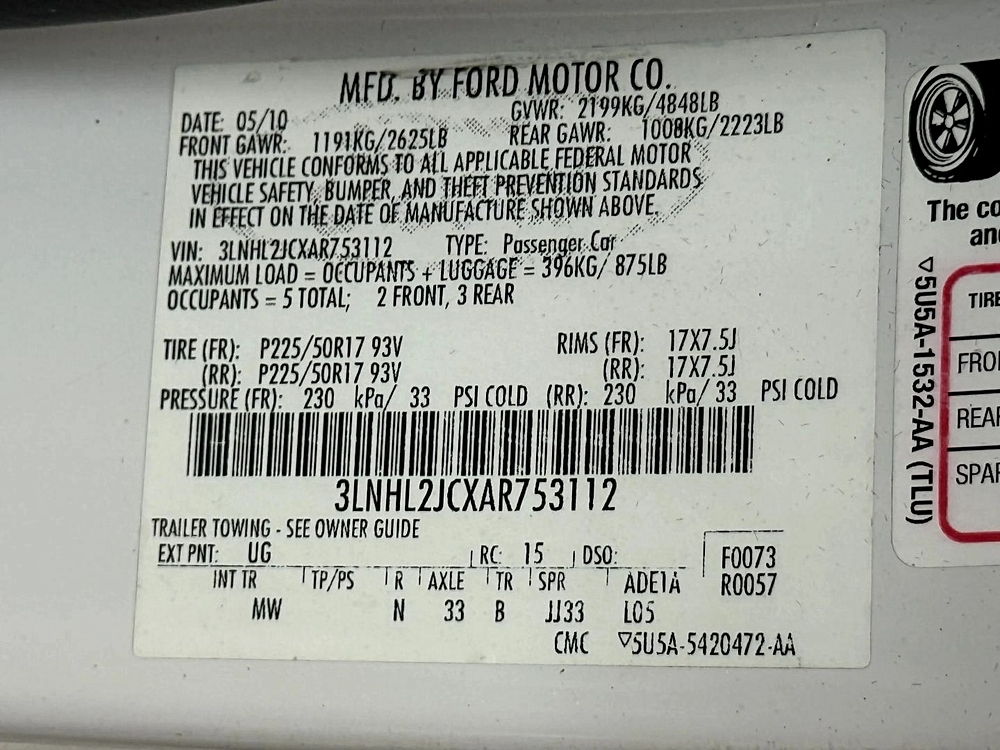 MFD. BY FORD MOTOR CO.
DATE: 05/10 GVWR: 2199KG/4848LB
FRONT GAWR: 1191KG/2625LB REAR GAWR: 1008KG/2223LB
THIS VEHICLE CONFORMS TO ALL APPLICABLE FEDERAL MOTOR
VEHICLE SAFETY, BUMPER, AND THEFT PREVENTION STANDARDS
IN EFFECT ON THE DATE OF MANUFACTURE SHOWN ABOVE.
VIN: 3LNHL2JCXAR753112 TYPE: Passenger Car
MAXIMUM LOAD = OCCUPANTS + LUGGAGE = 396KG/ 875LB
OCCUPANTS = 5 TOTAL; 2 FRONT, 3 REAR
TIRE (FR): P225/50R17 93V RIMS (FR): 17X7.5J
(RR): P225/50R17 93V (RR): 17X7.5J
PRESSURE (FR): 230 kPa/ 33 PSI COLD (RR): 230 kPa/ 33 PSI COLD
3LNHL2JCXAR753112
TRAILER TOWING - SEE OWNER GUIDE
EXT PNT: UG RC: 15 DSO: F0073
INT TR TP/PS R AXLE TR SPR ADE1A R0057
MW N 33 B JJ33 L05
CMC ▽5U5A-5420472-AA
The co
and
▽5U5A-1532-AA (TLU)
TIRE
FRO
REAR
SPAR